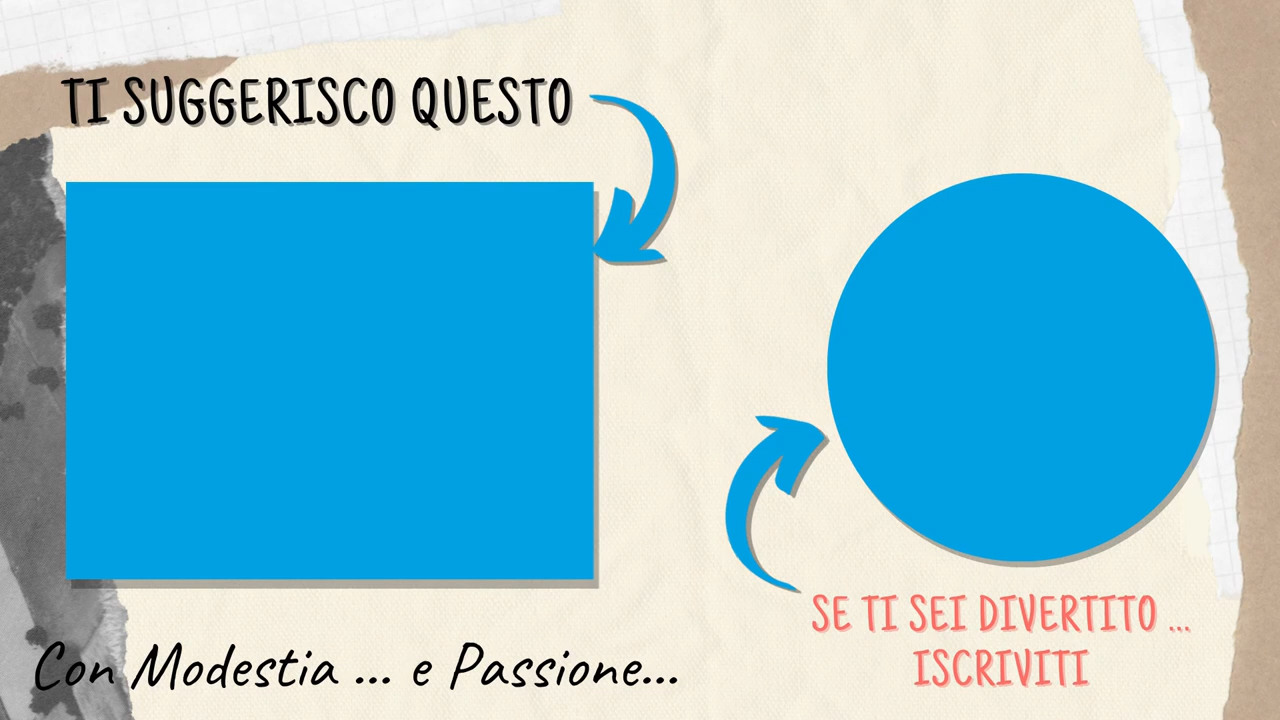 TI SUGGERISCO QUESTO
SE TI SEI DIVERTITO ...
ISCRIVITI
Con Modestia ... e Passione...